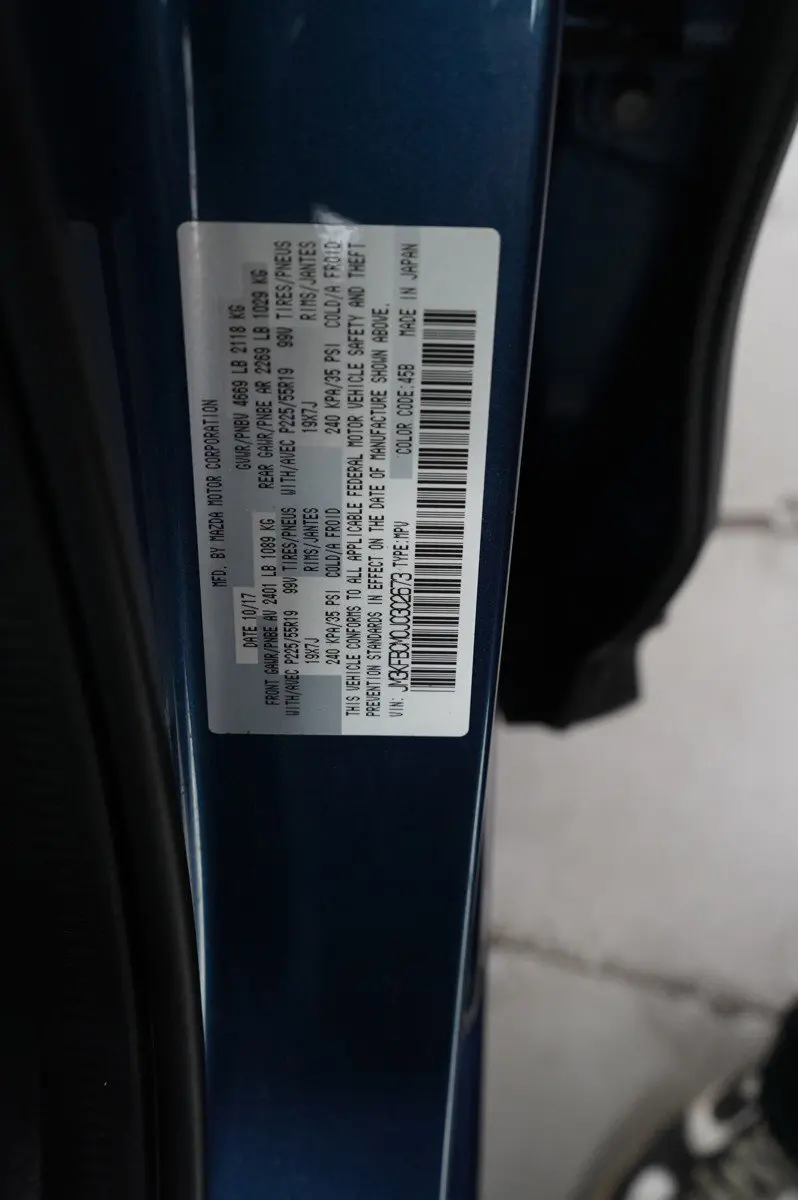 MFD. BY MAZDA MOTOR CORPORATION
DATE 10/17 GVWR/PNBV 4669 LB 2118 KG
FRONT GAWR/PNBE AV 2401 LB 1089 KG REAR GAWR/PNBE AR 2269 LB 1029 KG
WITH/AVEC P225/55R19 99V TIRES/PNEUS WITH/AVEC P225/55R19 99V TIRES/PNEUS
19X7J RIMS/JANTES 19X7J RIMS/JANTES
240 KPA/35 PSI COLD/A FROID 240 KPA/35 PSI COLD/A FROID
THIS VEHICLE CONFORMS TO ALL APPLICABLE FEDERAL MOTOR VEHICLE SAFETY AND THEFT
PREVENTION STANDARDS IN EFFECT ON THE DATE OF MANUFACTURE SHOWN ABOVE.
VIN: JM3KFBCM0J0302673 TYPE:MPV COLOR CODE:45B MADE IN JAPAN